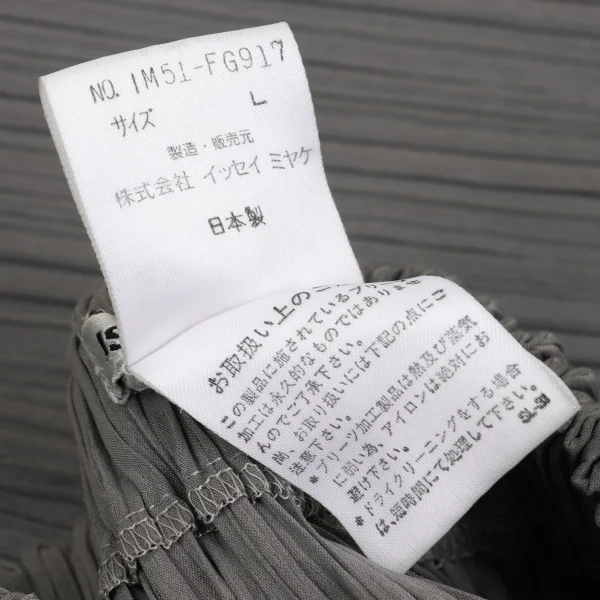 NO. IM51-FG917
サイズ L
製造・販売元
株式会社 イッセイ ミヤケ
日本製
お取扱い上の
この製品に施されているプリ
加工は永久的なものではありませ
んのでご了承下さい。
尚、お取り扱いには下記の点にご
注意下さい。
* プリーツ加工製品は熱及び蒸気
に弱い為、アイロンは絶対にお
避け下さい。
* ドライクリーニングをする場合
は、短時間にて処理して下さい。
IS